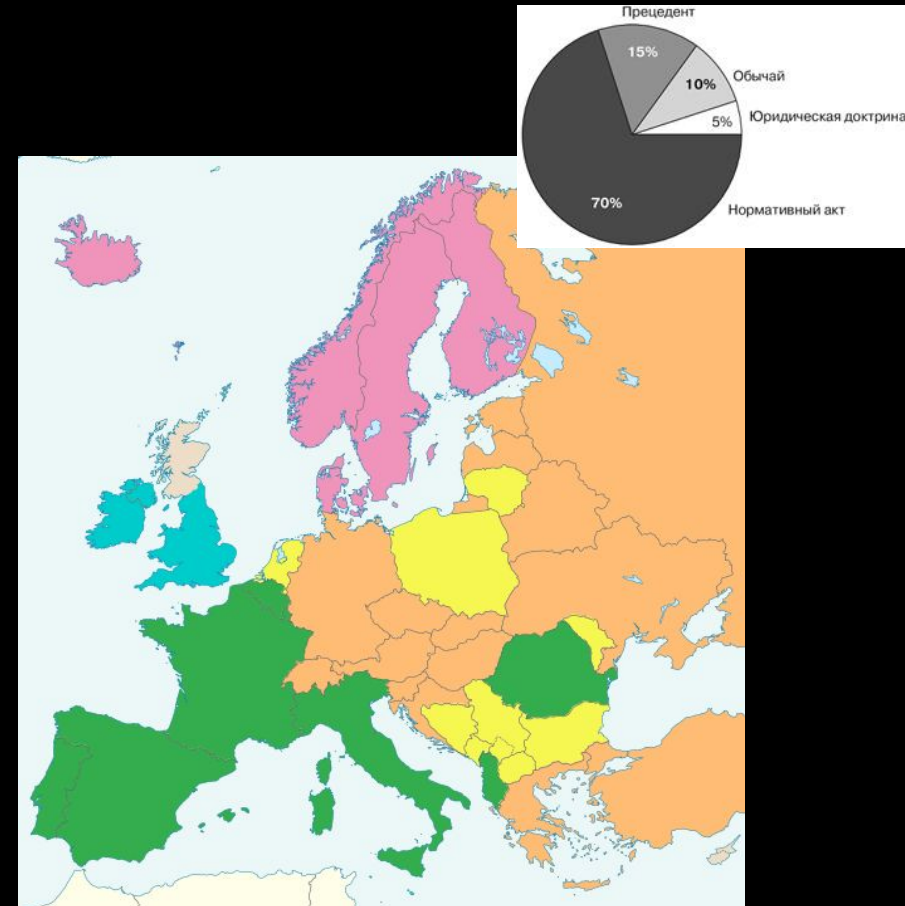 Прецедент
15%
Обычай
10%
5%
Юридическая доктрина
70%
Нормативный акт